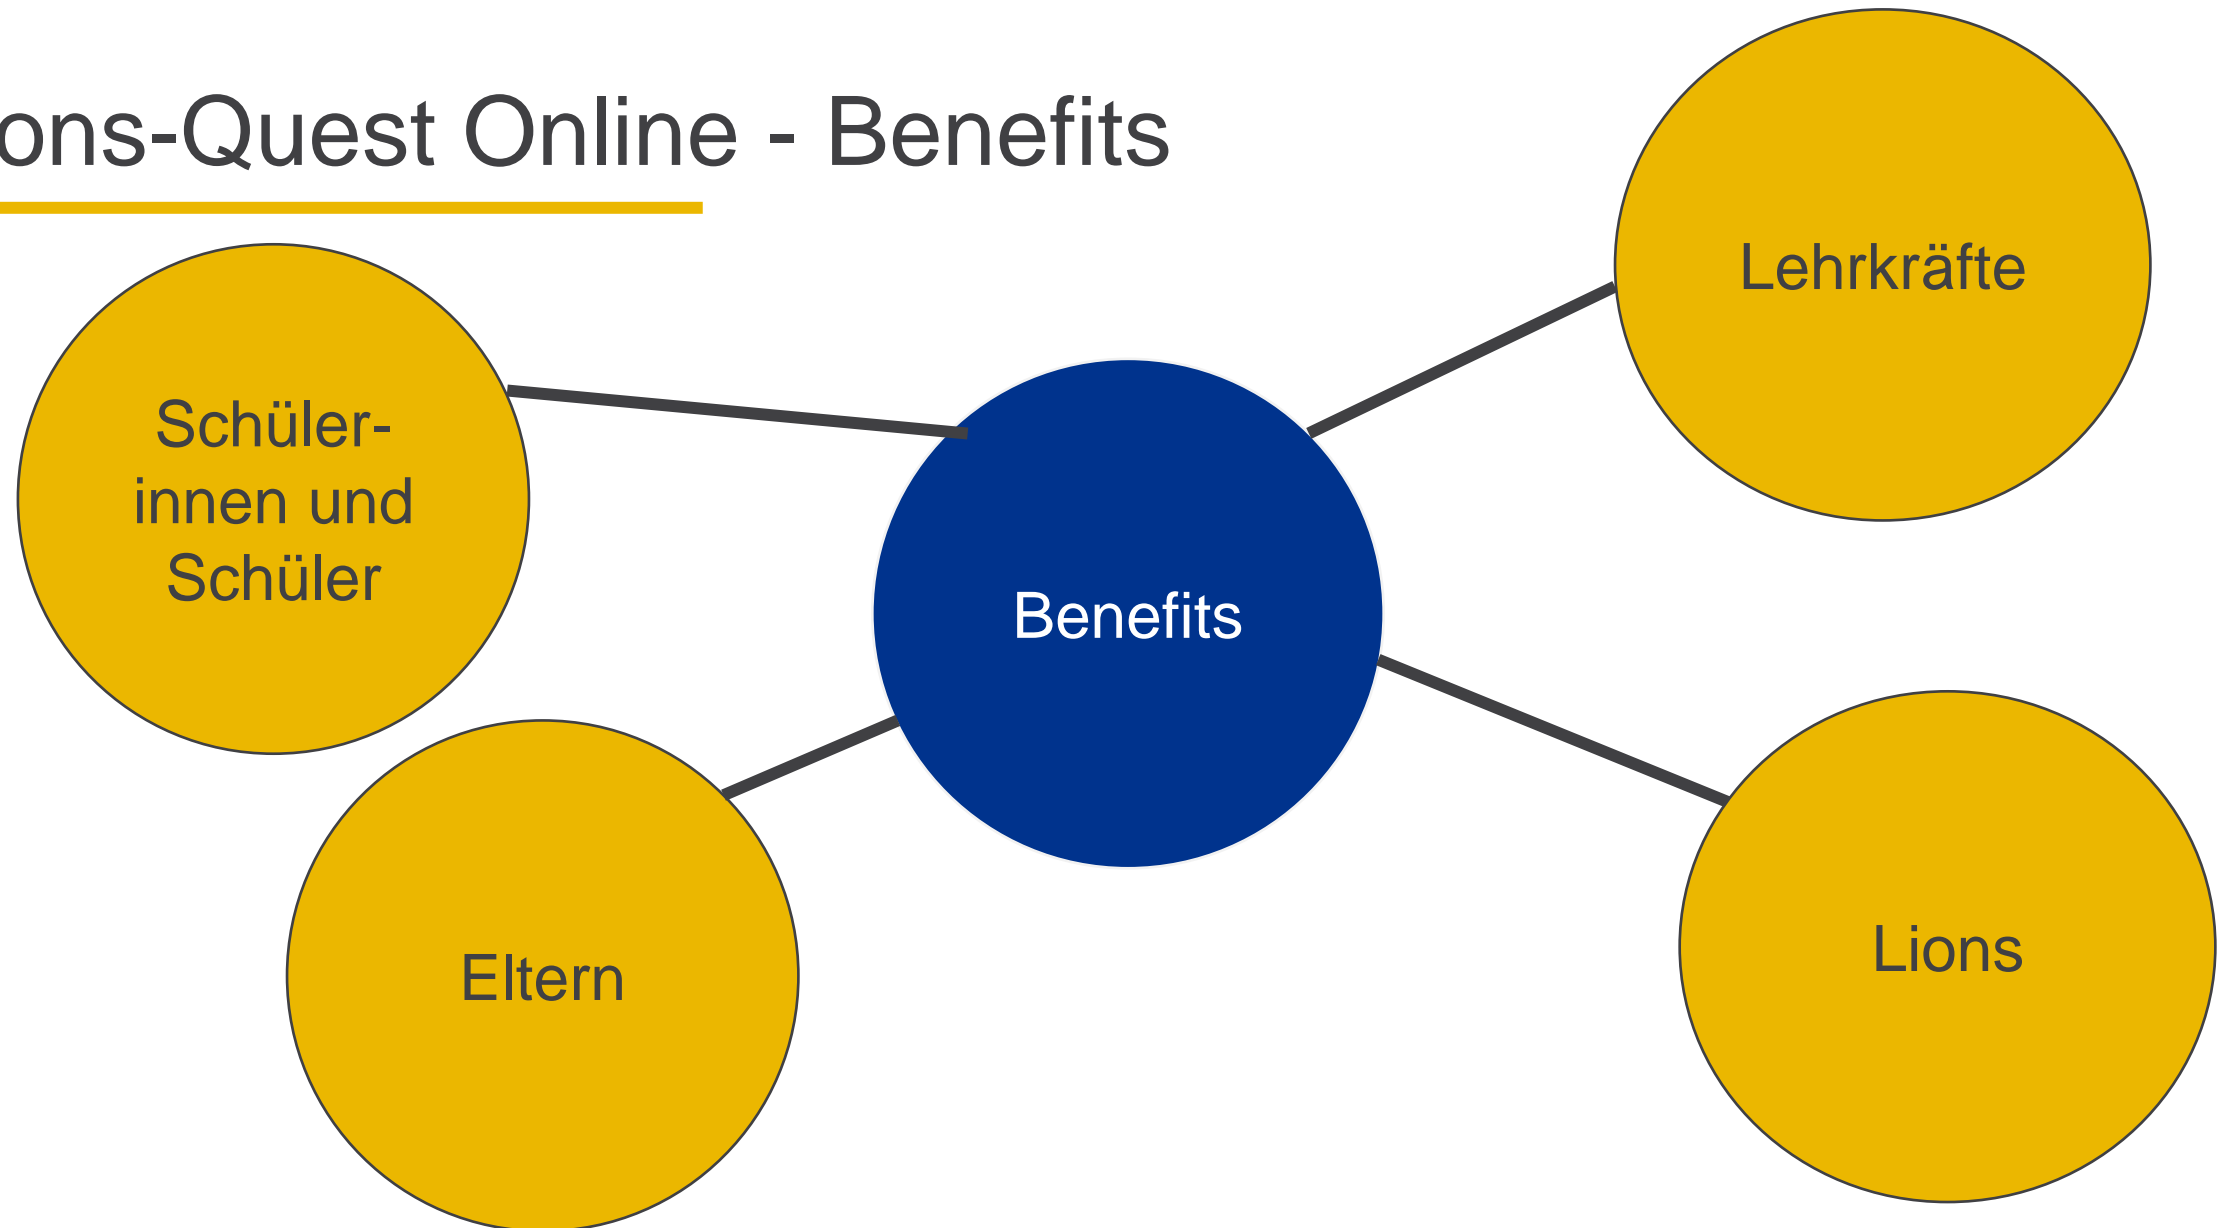 ons-Quest Online - Benefits
Lehrkräfte
Schüler-
innen und
Schüler
Benefits
Eltern
Lions